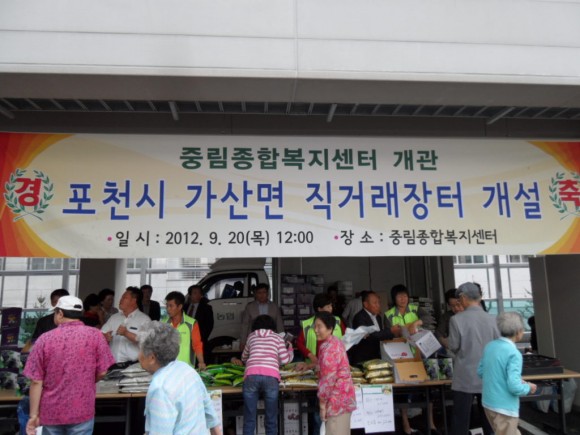 중림종합복지센터 개관
경 포천시 가산면 직거래장터 개설 축
•일 시 : 2012. 9. 20(목) 12:00 •장 소 : 중림종합복지센터